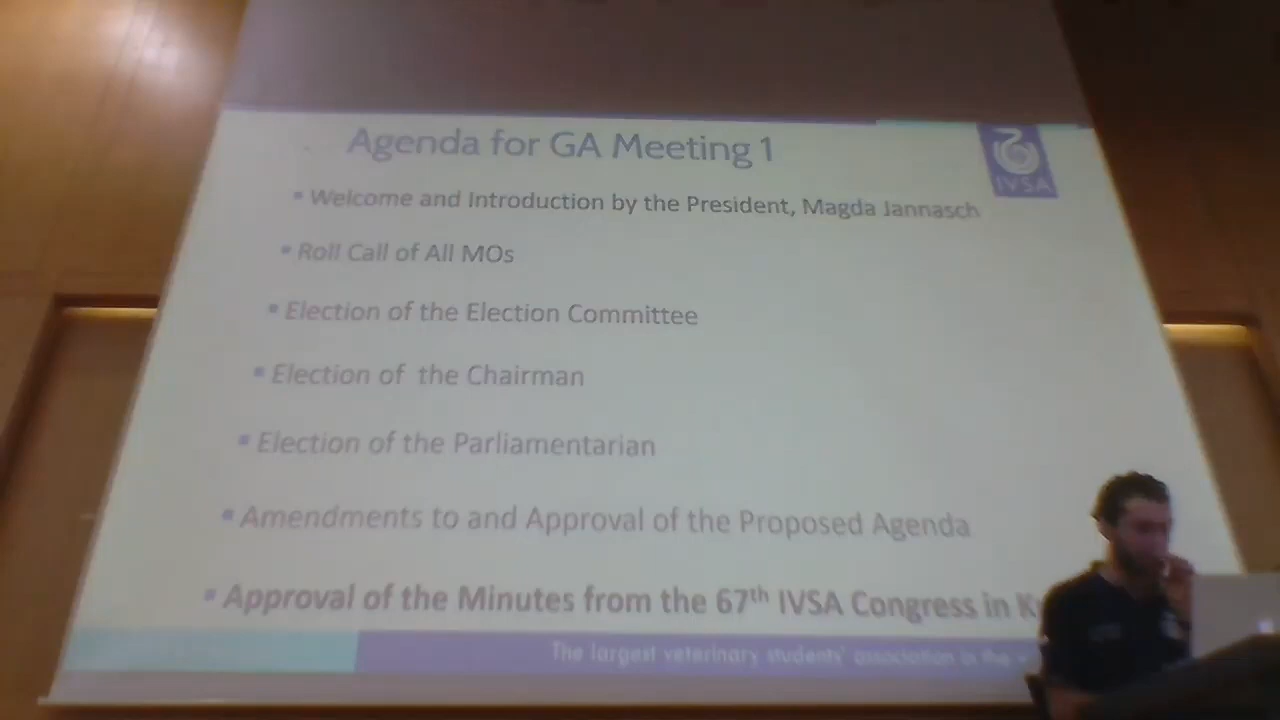 Agenda for GA Meeting 1
IVSA
▪ Welcome and Introduction by the President, Magda Jannasch
▪ Roll Call of All MOs
▪ Election of the Election Committee
▪ Election of the Chairman
▪ Election of the Parliamentarian
▪ Amendments to and Approval of the Proposed Agenda
▪ Approval of the Minutes from the 67th IVSA Congress in
The largest veterinary students' association in the